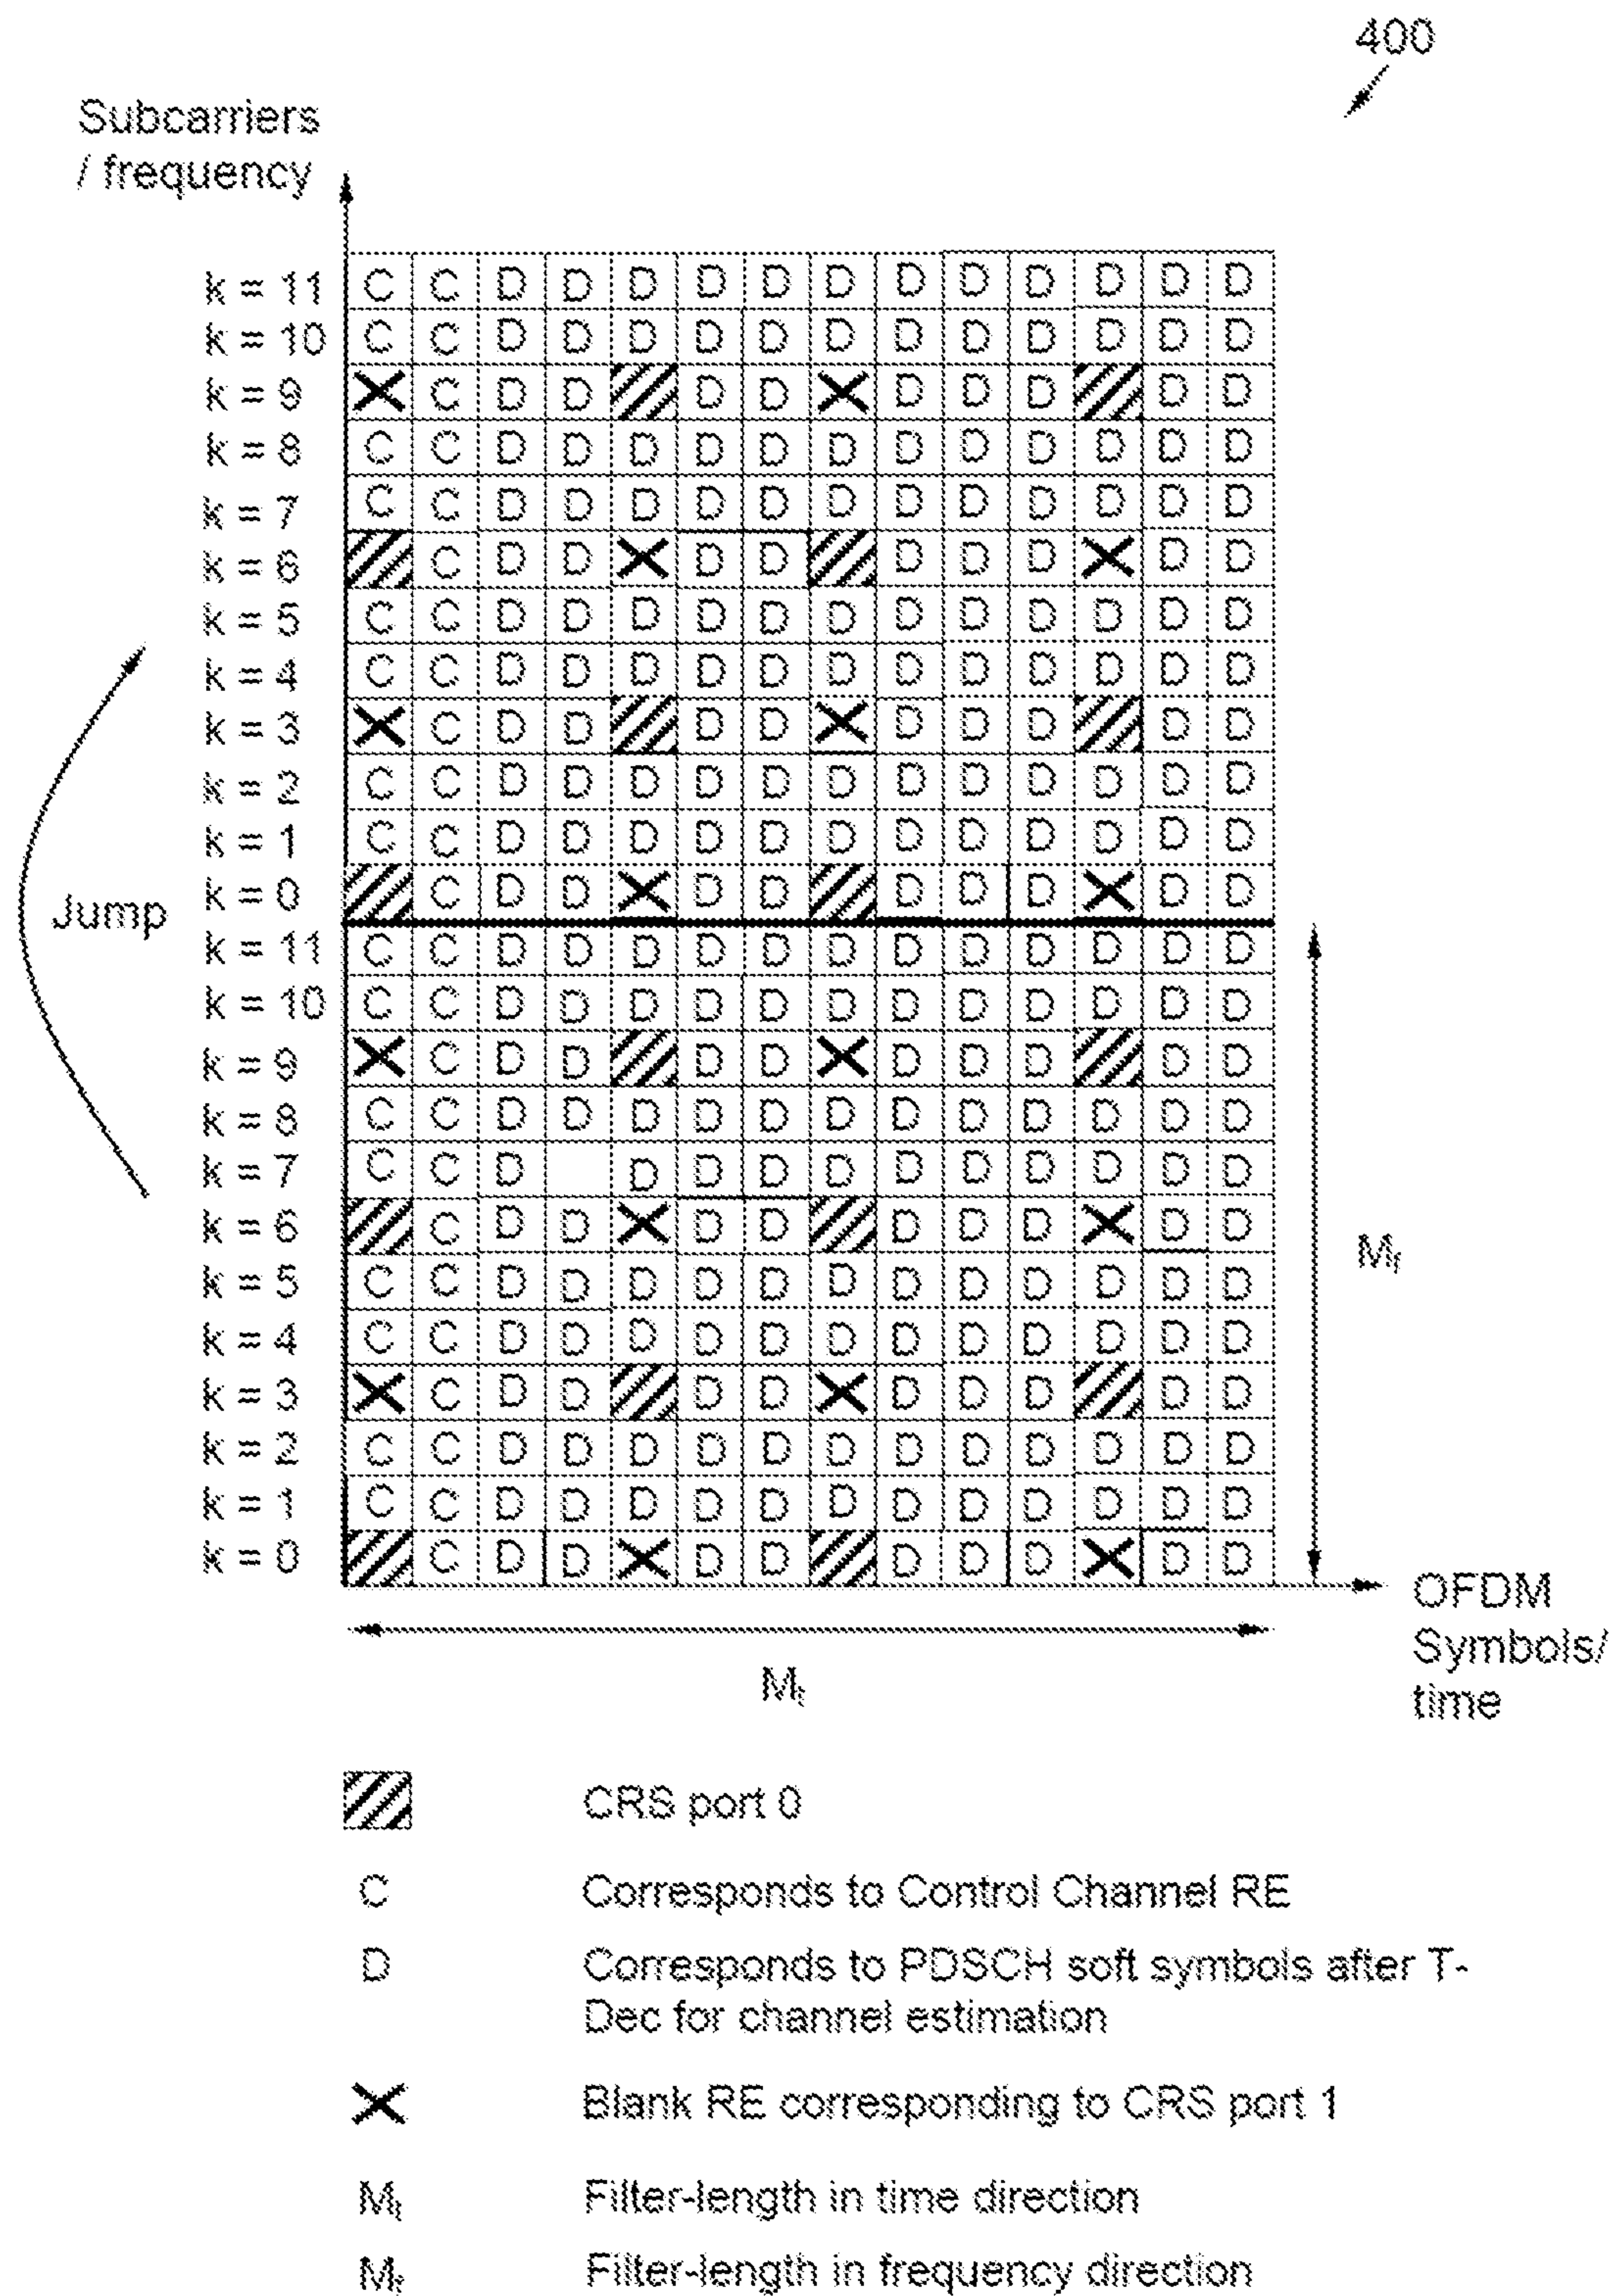 400
Subcarriers
/ frequency
k = 11 C C D D D D D D D D D D D D
k = 10 C C D D D D D D D D D D D D
k = 9 C D D D D D D D D D
k = 8 C C D D D D D D D D D D D D
k = 7 C C D D D D D D D D D D D D
k = 6 C D D D D D D D D D
k = 5 C C D D D D D D D D D D D D
k = 4 C C D D D D D D D D D D D D
k = 3 C D D D D D D D D D
k = 2 C C D D D D D D D D D D D D
k = 1 C C D D D D D D D D D D D D
k = 0 C D D D D D D D D D
Jump
k = 11 C C D D D D D D D D D D D D
k = 10 C C D D D D D D D D D D D D
k = 9 C D D D D D D D D D
k = 8 C C D D D D D D D D D D D D
k = 7 C C D D D D D D D D D D D
k = 6 C D D D D D D D D D
Mf
k = 5 C C D D D D D D D D D D D D
k = 4 C C D D D D D D D D D D D D
k = 3 C D D D D D D D D D
k = 2 C C D D D D D D D D D D D D
k = 1 C C D D D D D D D D D D D D
k = 0 C D D D D D D D D D
OFDM
Symbols/
time
Mt
CRS port 0
C Corresponds to Control Channel RE
D Corresponds to PDSCH soft symbols after T-
Dec for channel estimation
Blank RE corresponding to CRS port 1
Mt Filter-length in time direction
Mf Filter-length in frequency direction